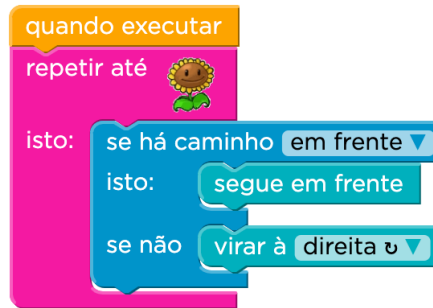 quando executar
repetir até
isto: se há caminho em frente ▼
isto: segue em frente
se não virar à direita ↻ ▼